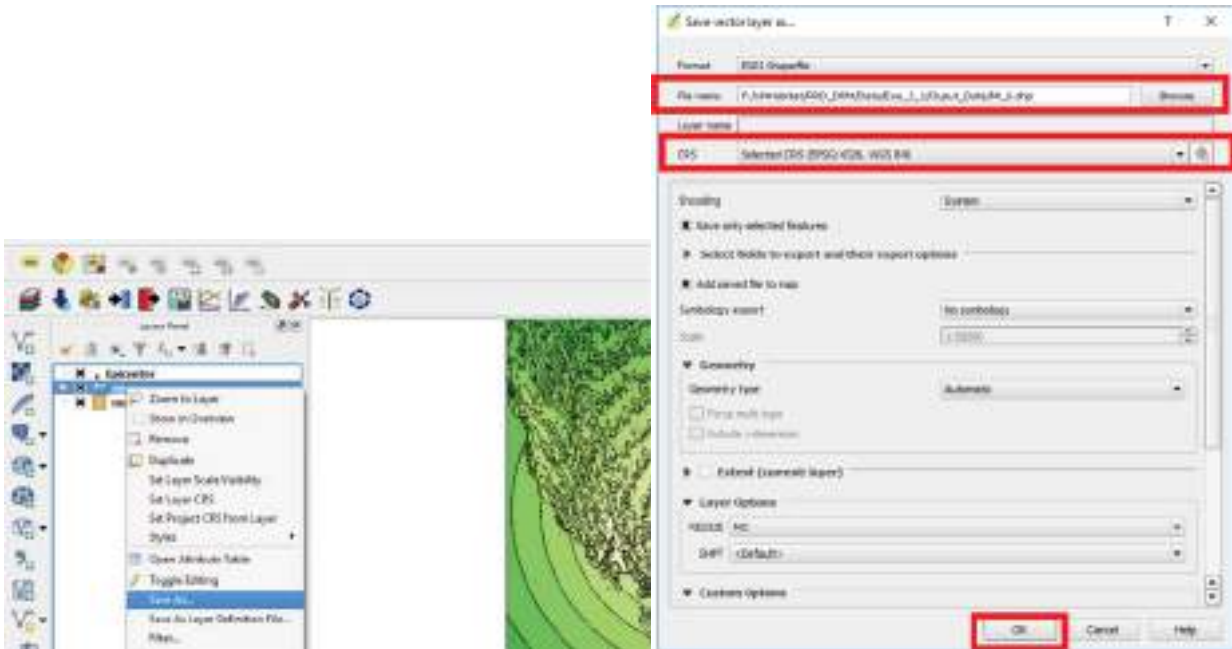 Layers Panel
Epicenter
Zoom to Layer
Show in Overview
Remove
Duplicate
Set Layer Scale Visibility
Set Layer CRS
Set Project CRS from Layer
Styles
Open Attribute Table
Toggle Editing
Save As...
Save As Layer Definition File...
Filter...
Save vector layer as...
Format ESRI Shapefile
File name Browse
Layer name
CRS Selected CRS (EPSG:4326, WGS 84)
Encoding System
Save only selected features
Select fields to export and their export options
Add saved file to map
Symbology export No symbology
Scale 1:50000
Geometry
Geometry type Automatic
Force multi-type
Include z-dimension
Extent (current: layer)
Layer Options
RESIZE NO
SHPT <Default>
Custom Options
OK Cancel Help